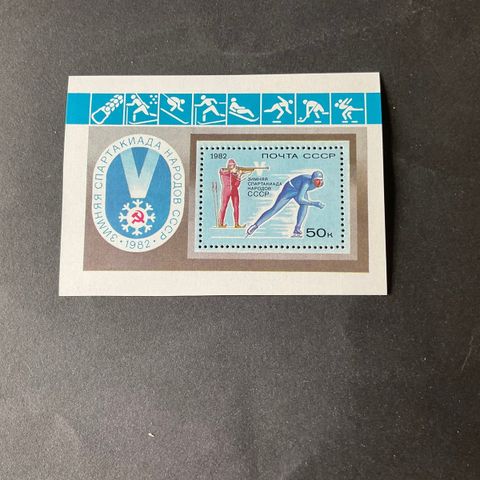 ЗИМНЯЯ СПАРТАКИАДА НАРОДОВ СССР
• 1982 •
V
1982 ПОЧТА СССР
ЗИМНЯЯ
СПАРТАКИАДА
НАРОДОВ
СССР
50к